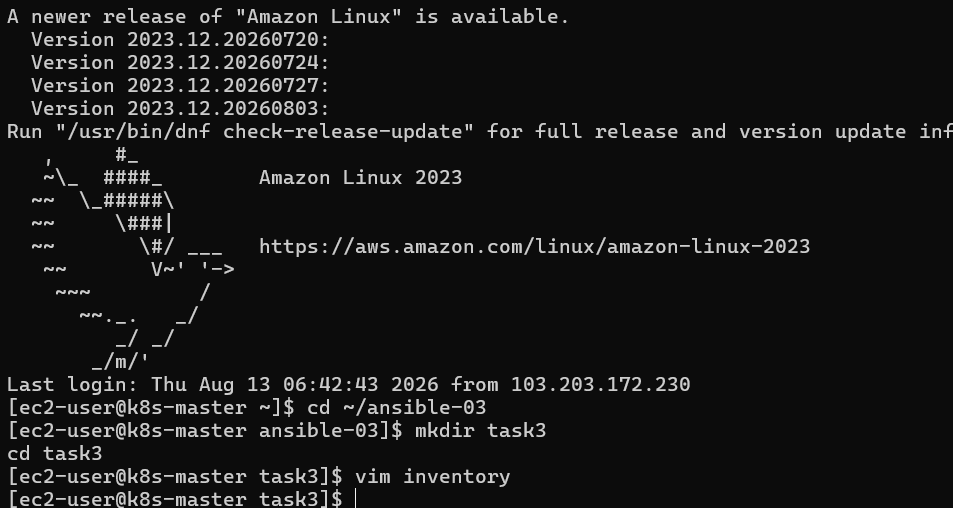 A newer release of "Amazon Linux" is available.
  Version 2023.12.20260720:
  Version 2023.12.20260724:
  Version 2023.12.20260727:
  Version 2023.12.20260803:
Run "/usr/bin/dnf check-release-update" for full release and version update inf
   ,     #_
   ~\_  ####_        Amazon Linux 2023
  ~~  \_#####\
  ~~     \###|
  ~~       \#/ ___   https://aws.amazon.com/linux/amazon-linux-2023
   ~~       V~' '->
    ~~~         /
      ~~._.   _/
         _/ _/
       _/m/'
Last login: Thu Aug 13 06:42:43 2026 from 103.203.172.230
[ec2-user@k8s-master ~]$ cd ~/ansible-03
[ec2-user@k8s-master ansible-03]$ mkdir task3
cd task3
[ec2-user@k8s-master task3]$ vim inventory
[ec2-user@k8s-master task3]$